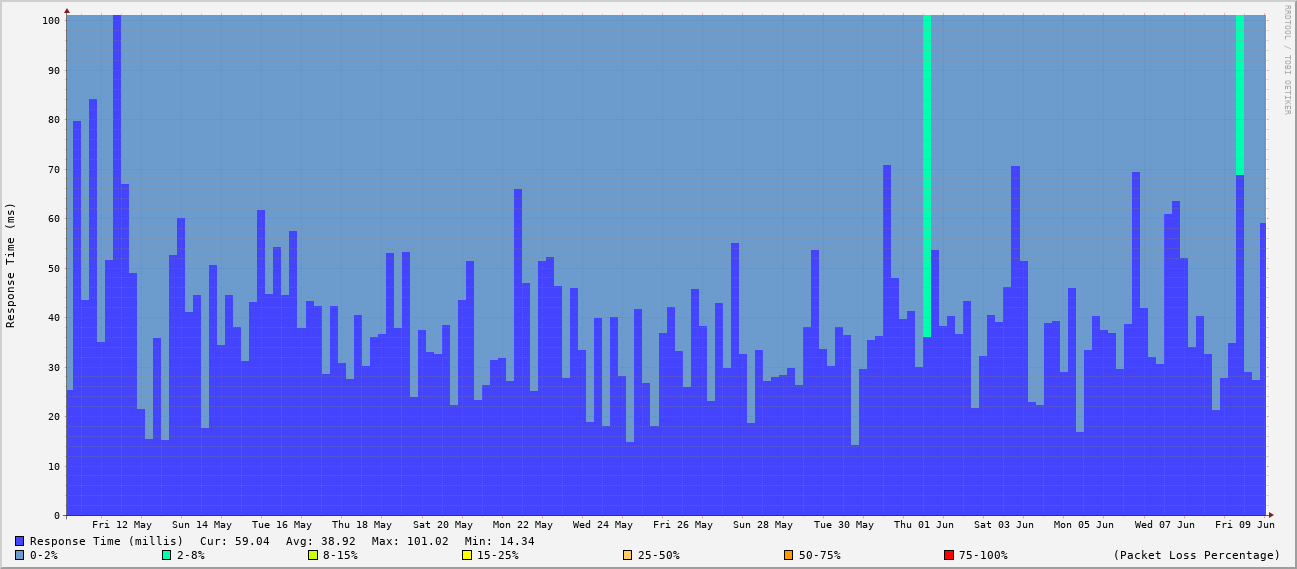 RRDTOOL / TOBI OETIKER
Response Time (ms)
100
90
80
70
60
50
40
30
20
10
0
Fri 12 May Sun 14 May Tue 16 May Thu 18 May Sat 20 May Mon 22 May Wed 24 May Fri 26 May Sun 28 May Tue 30 May Thu 01 Jun Sat 03 Jun Mon 05 Jun Wed 07 Jun Fri 09 Jun
Response Time (millis) Cur: 59.04 Avg: 38.92 Max: 101.02 Min: 14.34
0-2% 2-8% 8-15% 15-25% 25-50% 50-75% 75-100% (Packet Loss Percentage)